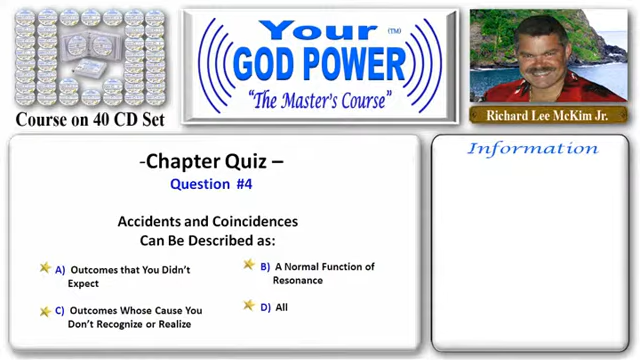 Your (TM)
GOD POWER
"The Master's Course"
Course on 40 CD Set
Richard Lee McKim Jr.
-Chapter Quiz –
Question #4
Accidents and Coincidences
Can Be Described as:
A) Outcomes that You Didn't
Expect
B) A Normal Function of
Resonance
C) Outcomes Whose Cause You
Don't Recognize or Realize
D) All
Information